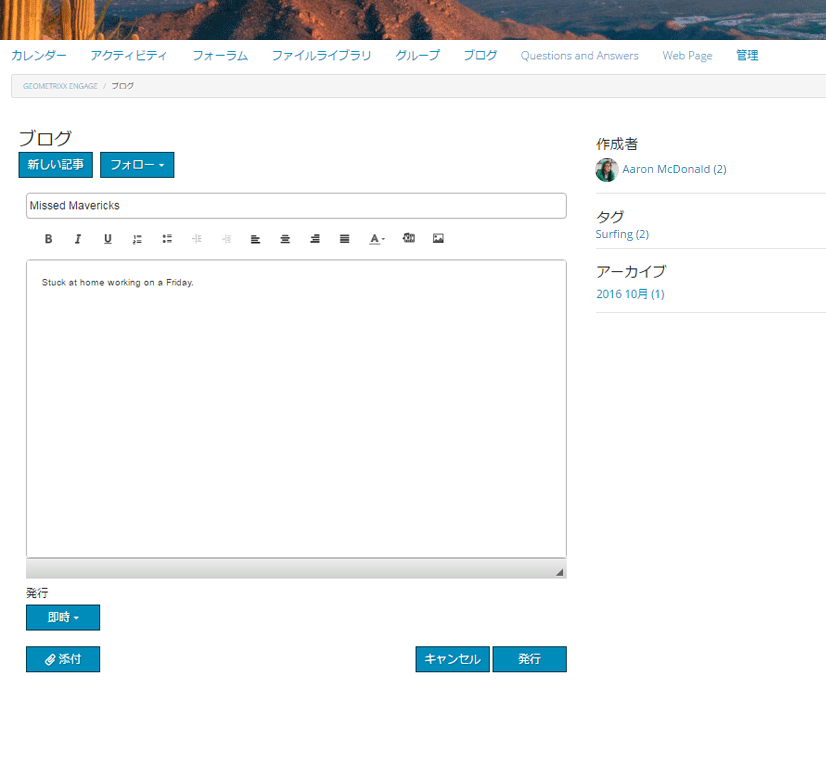 カレンダー アクティビティ フォーラム ファイルライブラリ グループ ブログ Questions and Answers Web Page 管理
GEOMETRIXX ENGAGE / ブログ
ブログ
新しい記事 フォロー
Missed Mavericks
B I U A
Stuck at home working on a Friday.
発行
即時
添付 キャンセル 発行
作成者
Aaron McDonald (2)
タグ
Surfing (2)
アーカイブ
2016 10月 (1)